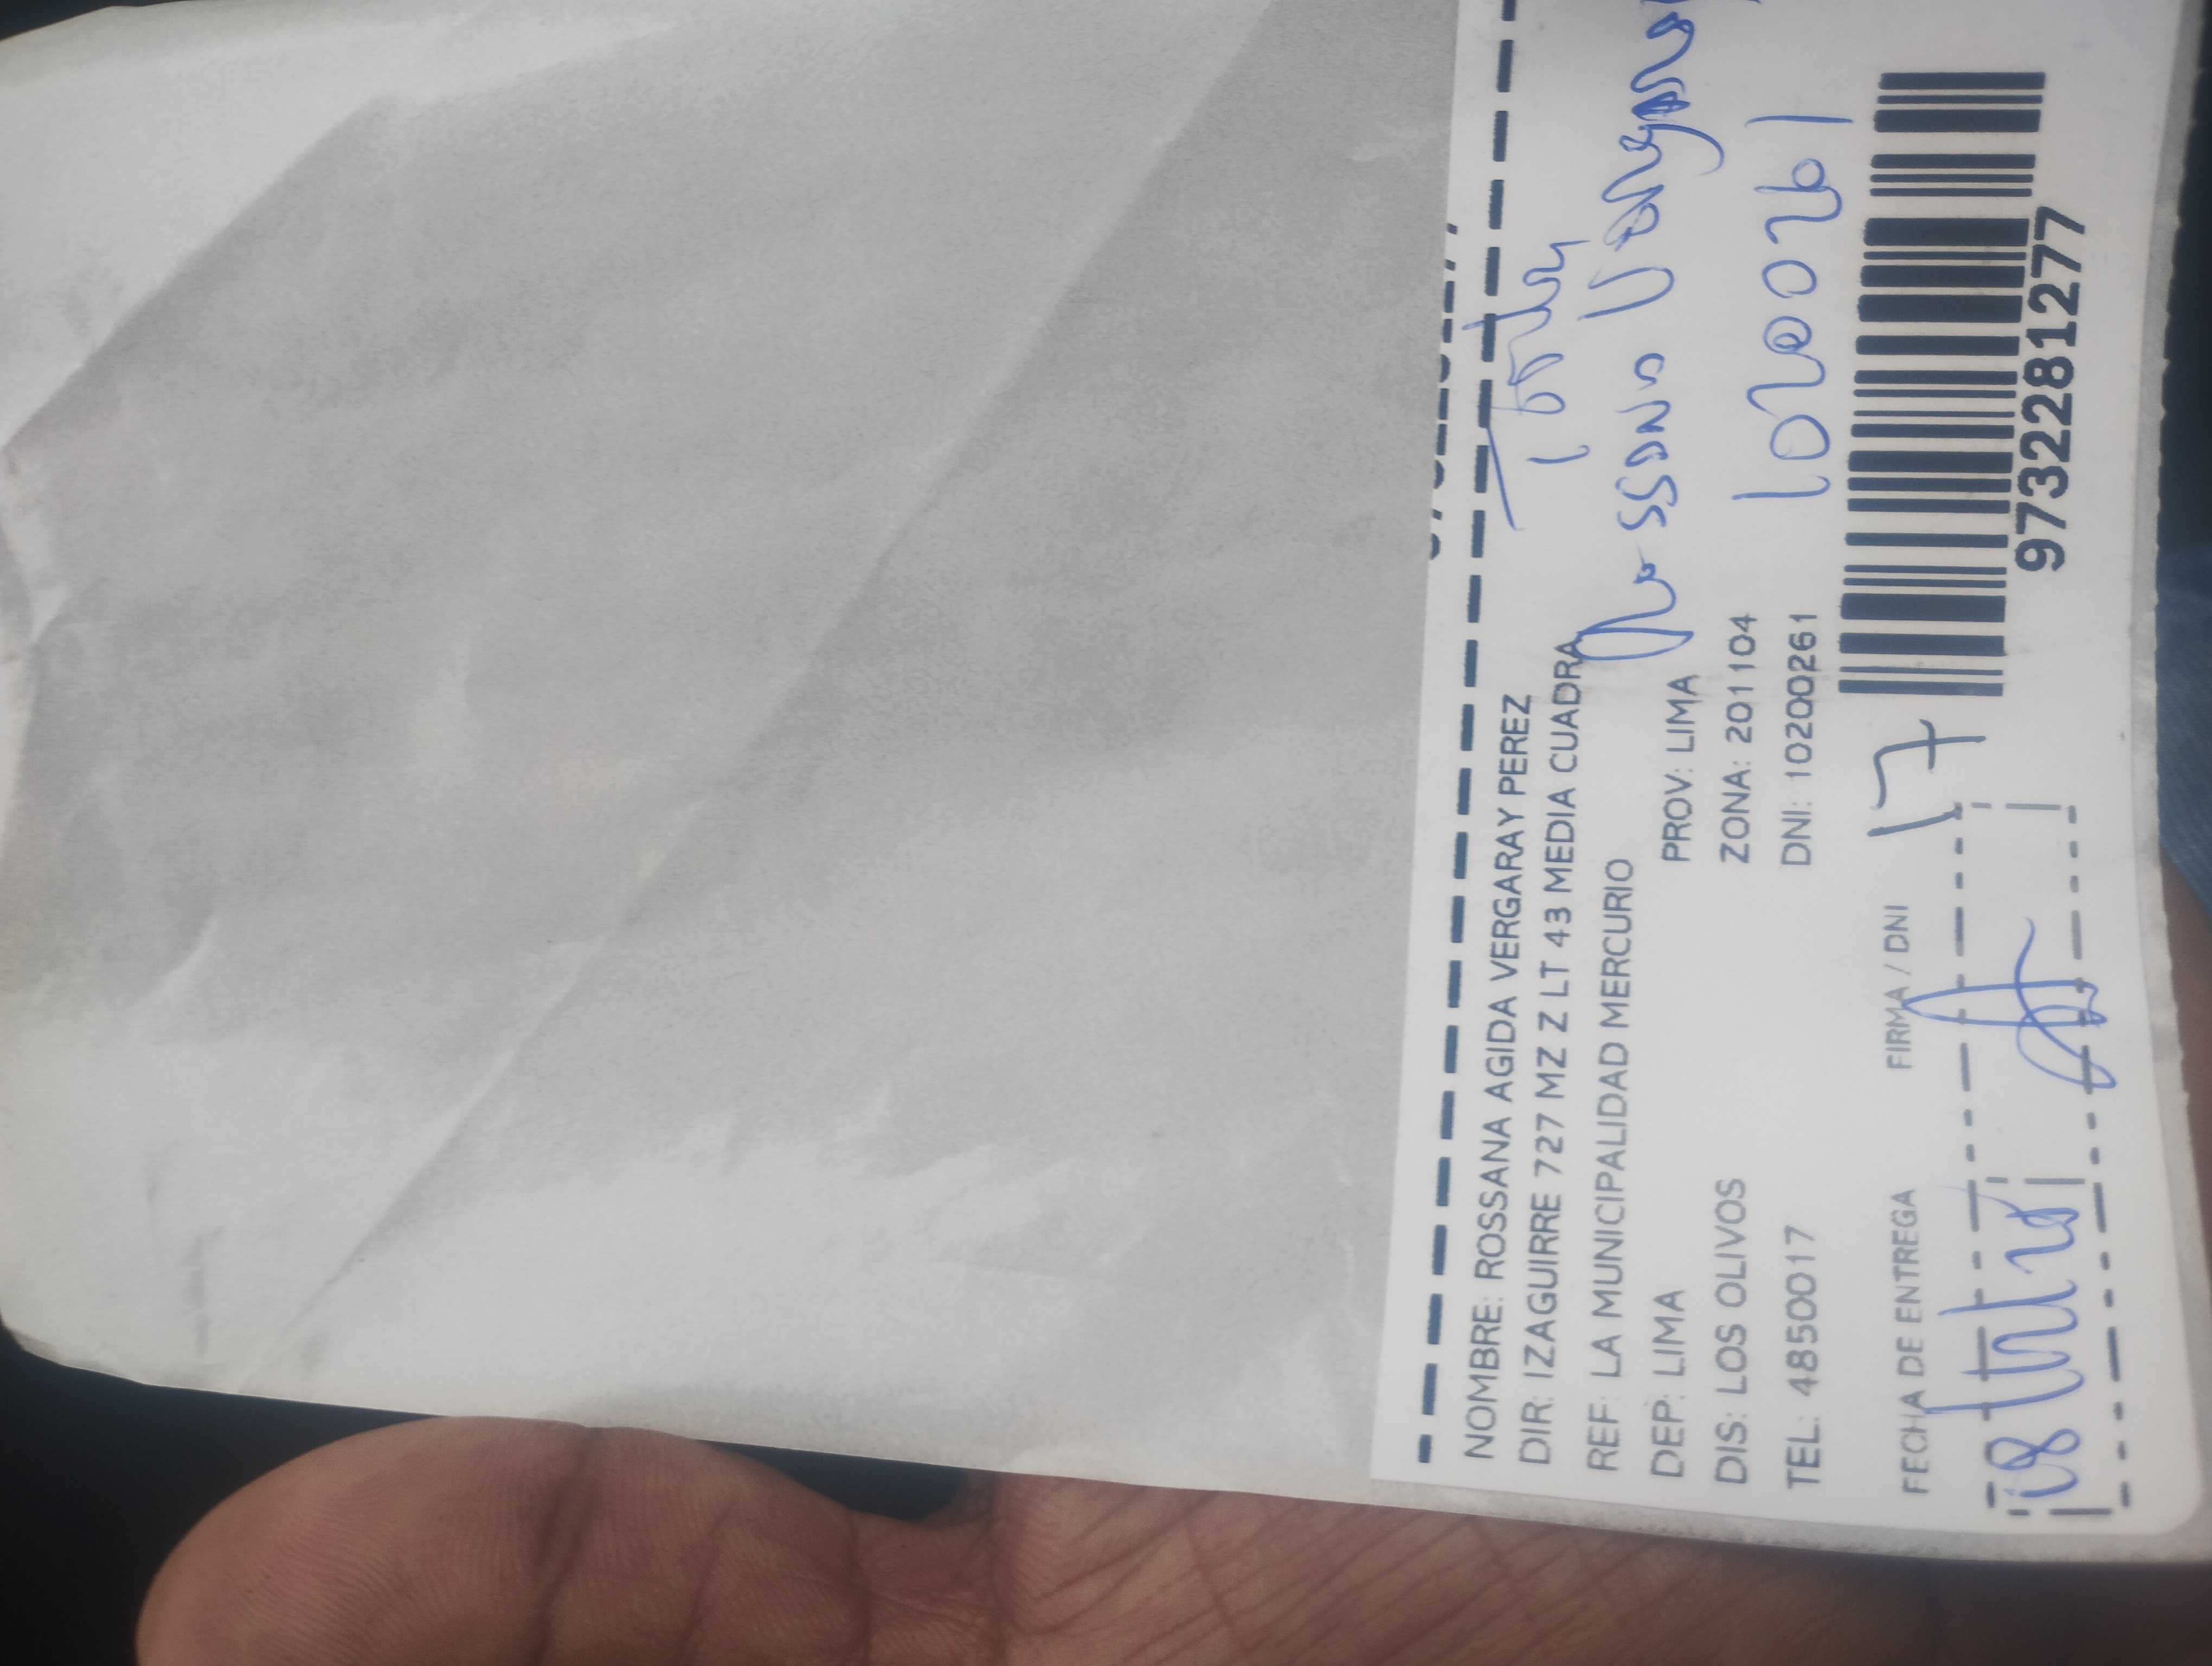 NOMBRE: ROSSANA AGIDA VERGARAY PEREZ
DIR: IZAGUIRRE 727 MZ Z LT 43 MEDIA CUADRA
REF: LA MUNICIPALIDAD MERCURIO
DEP: LIMA PROV: LIMA
DIS: LOS OLIVOS ZONA: 201104
TEL: 4850017 DNI: 10200261
Rossana Vergaray
10200261
FECHA DE ENTREGA FIRMA / DNI
17
9732281277